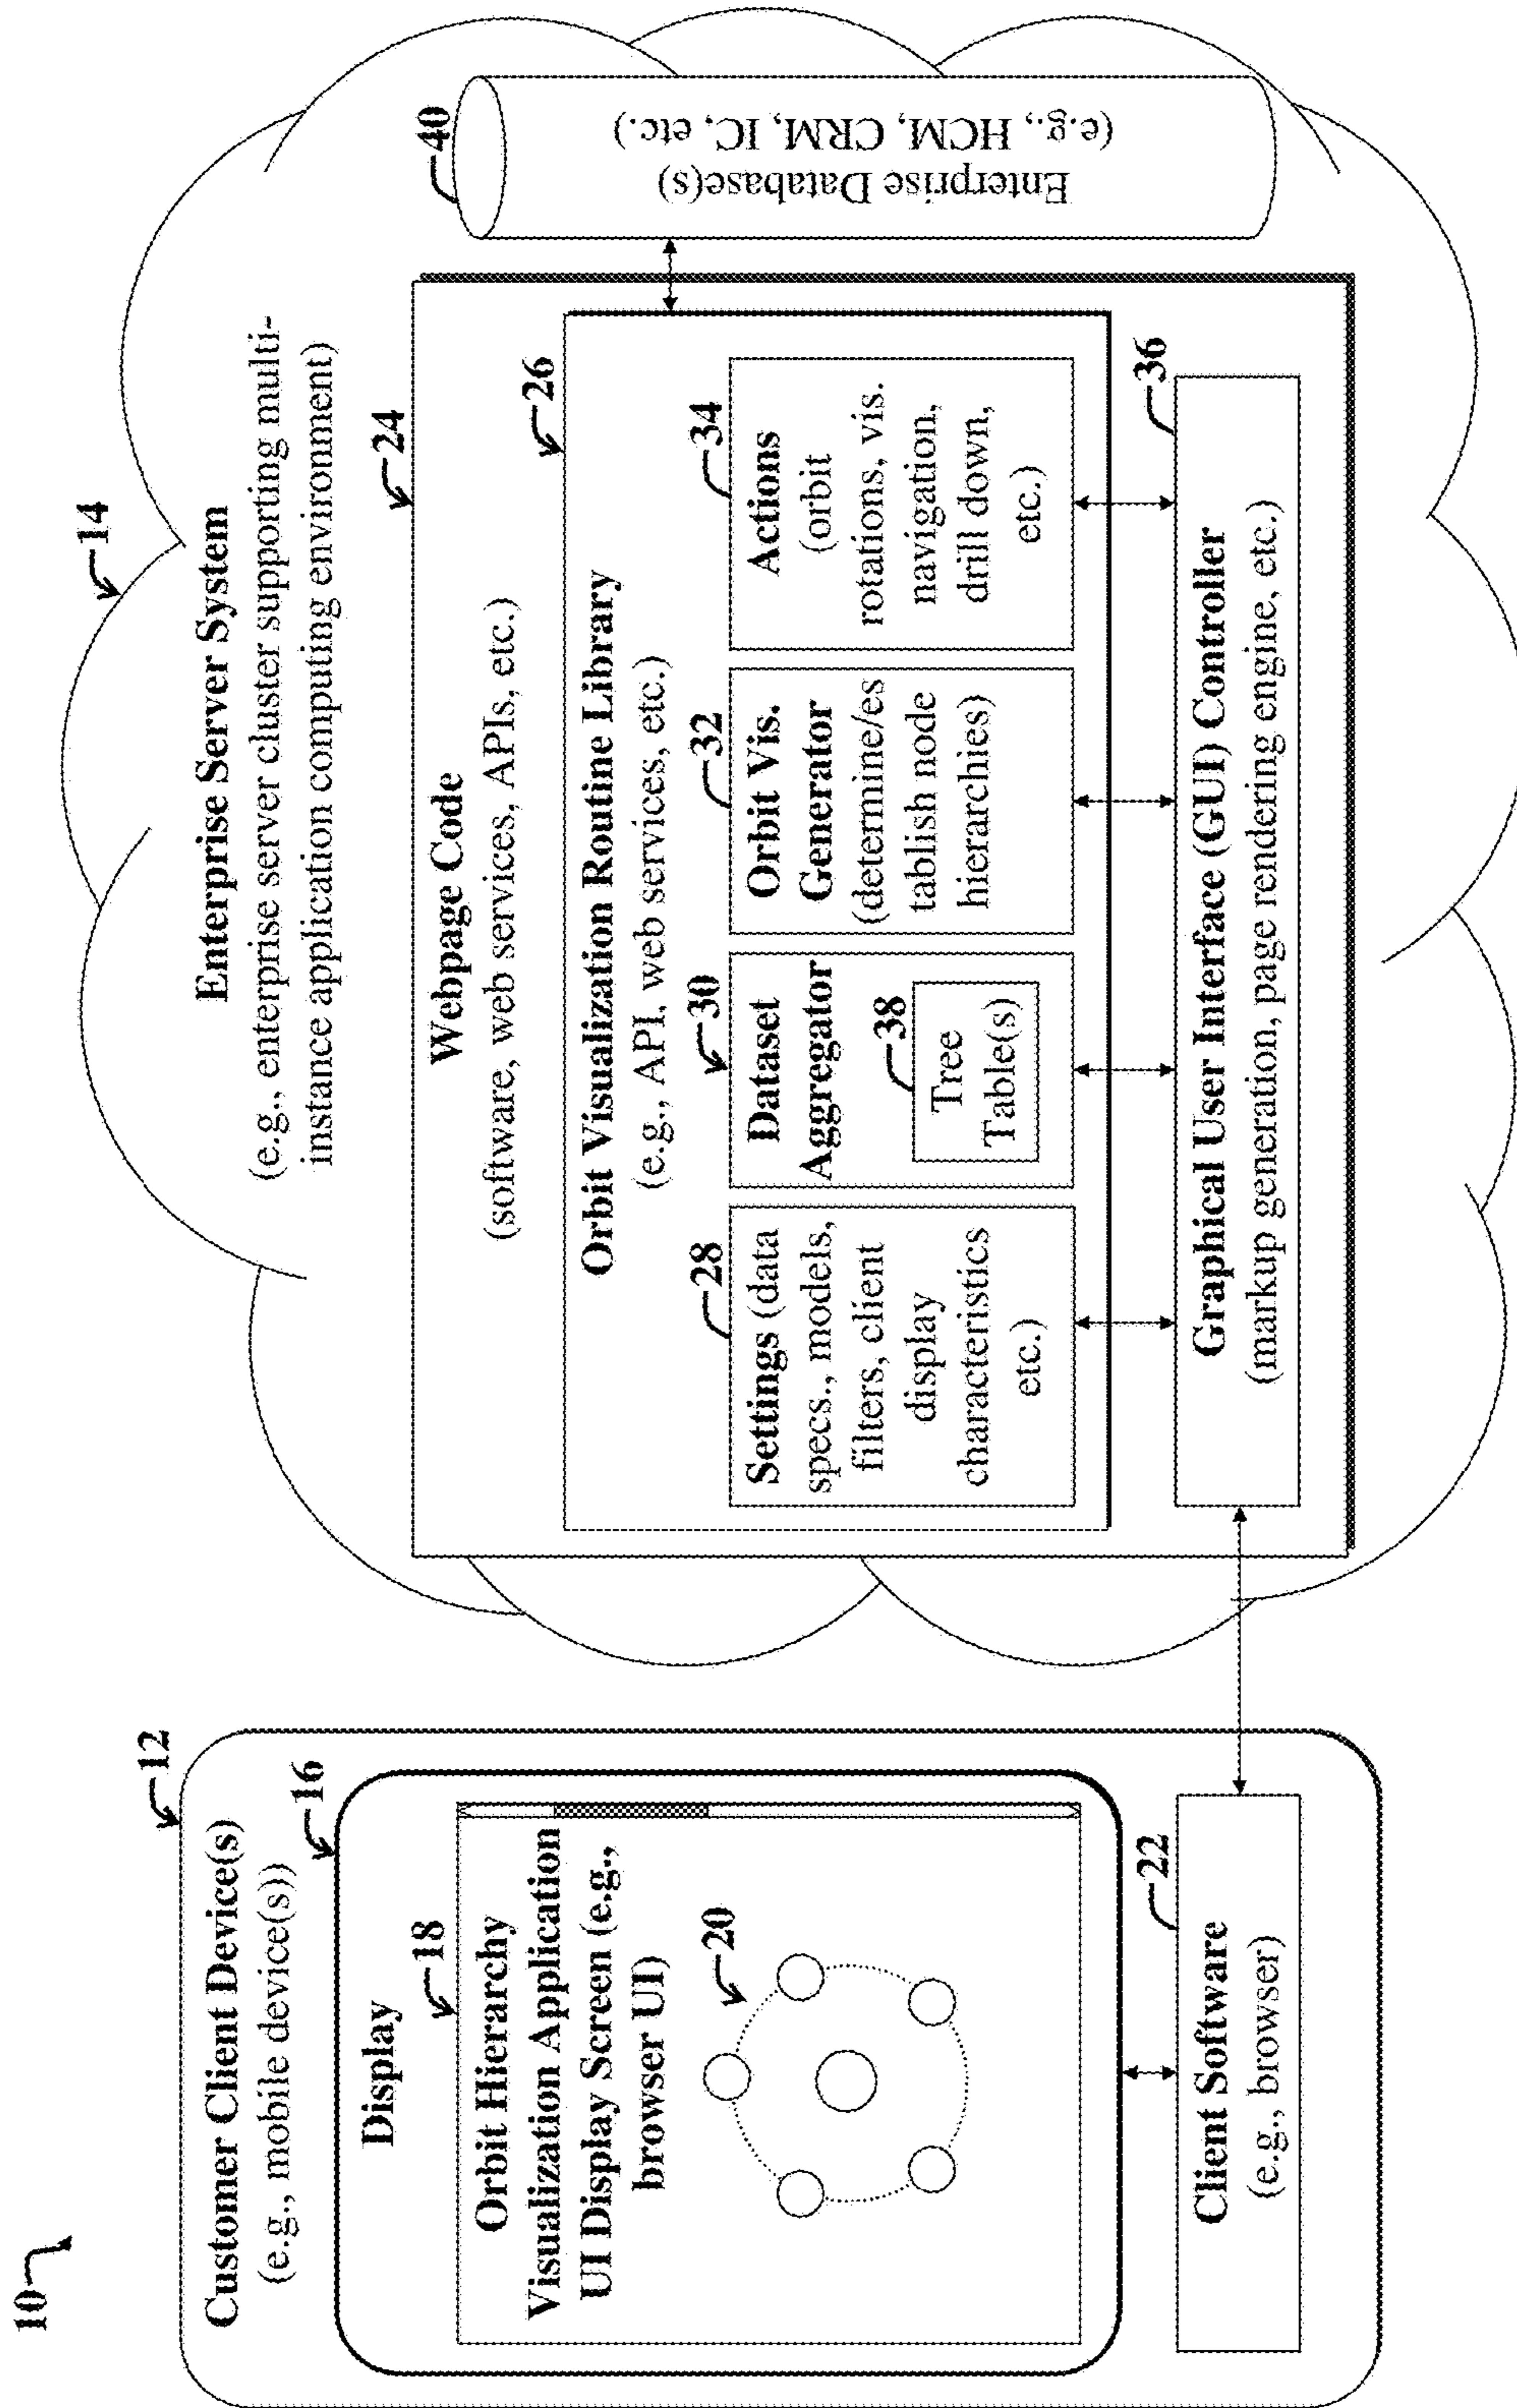 10
12
Customer Client Device(s)
(e.g., mobile device(s))
16
Display
18
Orbit Hierarchy
Visualization Application
UI Display Screen (e.g.,
browser UI)
20
22
Client Software
(e.g., browser)
14
Enterprise Server System
(e.g., enterprise server cluster supporting multi-
instance application computing environment)
24
Webpage Code
(software, web services, APIs, etc.)
26
Orbit Visualization Routine Library
(e.g., API, web services, etc.)
28
Settings (data
specs., models,
filters, client
display
characteristics
etc.)
30
Dataset
Aggregator
38
Tree
Table(s)
32
Orbit Vis.
Generator
(determine/es
tablish node
hierarchies)
34
Actions
(orbit
rotations, vis.
navigation,
drill down,
etc.)
36
Graphical User Interface (GUI) Controller
(markup generation, page rendering engine, etc.)
40
Enterprise Database(s)
(e.g., HCM, CRM, IC, etc.)